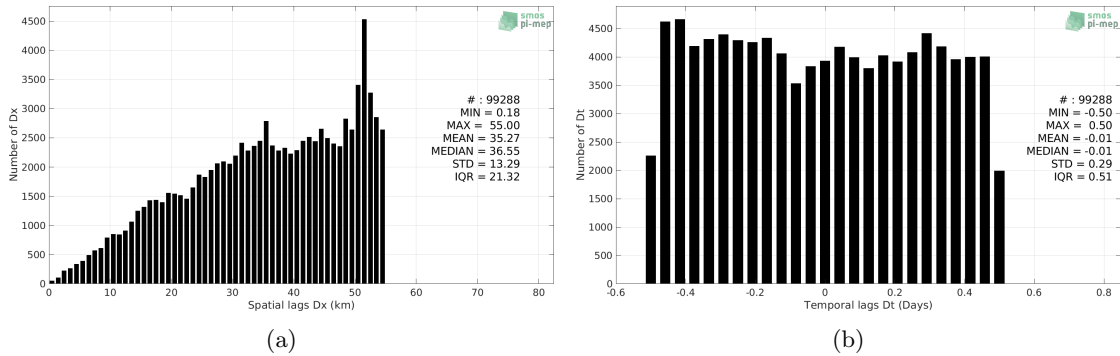 4500
4000
3500
3000
2500
2000
1500
1000
500
0
Number of Dx
0 10 20 30 40 50 60 70 80
Spatial lags Dx (km)
smos
pi-mep
# : 99288
MIN = 0.18
MAX = 55.00
MEAN = 35.27
MEDIAN = 36.55
STD = 13.29
IQR = 21.32
(a)
4500
4000
3500
3000
2500
2000
1500
1000
500
0
Number of Dt
-0.6 -0.4 -0.2 0 0.2 0.4 0.6 0.8
Temporal lags Dt (Days)
smos
pi-mep
# : 99288
MIN = -0.50
MAX = 0.50
MEAN = -0.01
MEDIAN = -0.01
STD = 0.29
IQR = 0.51
(b)